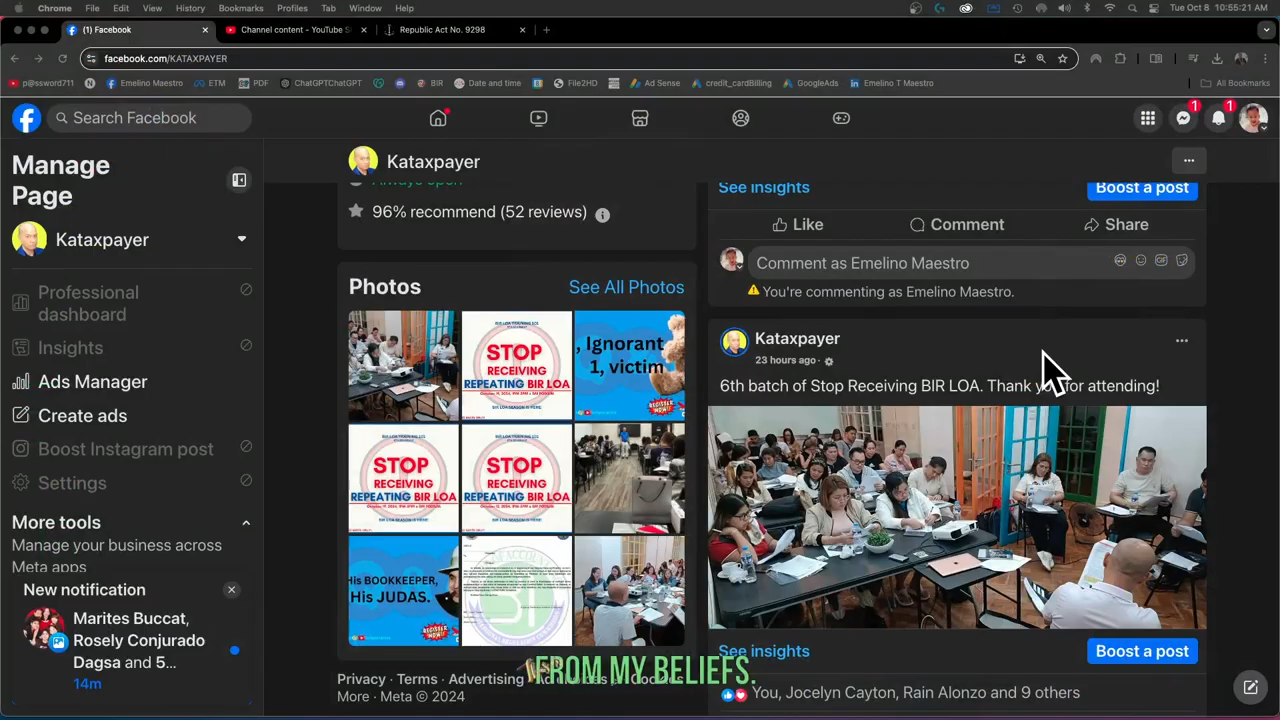 Chrome File Edit View History Bookmarks Profiles Tab Window Help
Tue Oct 8 10:55:21 AM
(1) Facebook
Channel content - YouTube S
Republic Act No. 9298
facebook.com/KATAXPAYER
p@ssword711 Emelino Maestro ETM PDF ChatGPTChatGPT BIR Date and time File2HD Ad Sense credit_cardBilling GoogleAds Emelino T Maestro All Bookmarks
Search Facebook
1
1
Manage
Page
Kataxpayer
Professional
dashboard
Insights
Ads Manager
Create ads
Boost Instagram post
Settings
More tools
Manage your business across
Meta apps
New notification
Marites Buccat,
Rosely Conjurado
Dagsa and 5...
14m
Kataxpayer
Always open
96% recommend (52 reviews)
Photos
See All Photos
STOP
RECEIVING
REPEATING BIR LOA
, Ignorant
1, victim
STOP
RECEIVING
REPEATING BIR LOA
STOP
RECEIVING
REPEATING BIR LOA
His BOOKKEEPER,
His JUDAS.
Privacy · Terms · Advertising
More · Meta © 2024
FROM MY BELIEFS.
See insights
Boost a post
Like
Comment
Share
Comment as Emelino Maestro
You're commenting as Emelino Maestro.
Kataxpayer
23 hours ago ·
6th batch of Stop Receiving BIR LOA. Thank you for attending!
See insights
Boost a post
You, Jocelyn Cayton, Rain Alonzo and 9 others